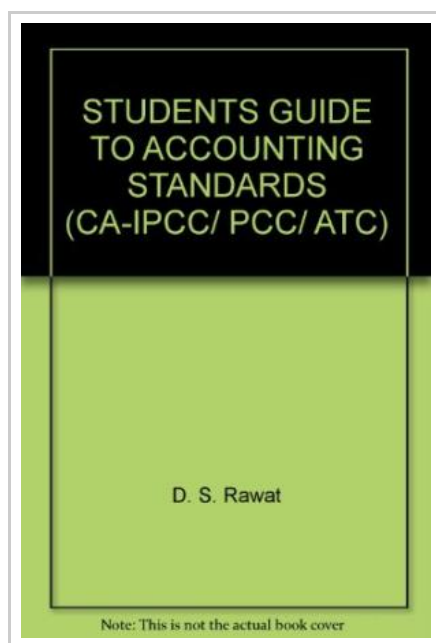 STUDENTS GUIDE
TO ACCOUNTING
STANDARDS
(CA-IPCC/ PCC/ ATC)
D. S. Rawat
Note: This is not the actual book cover